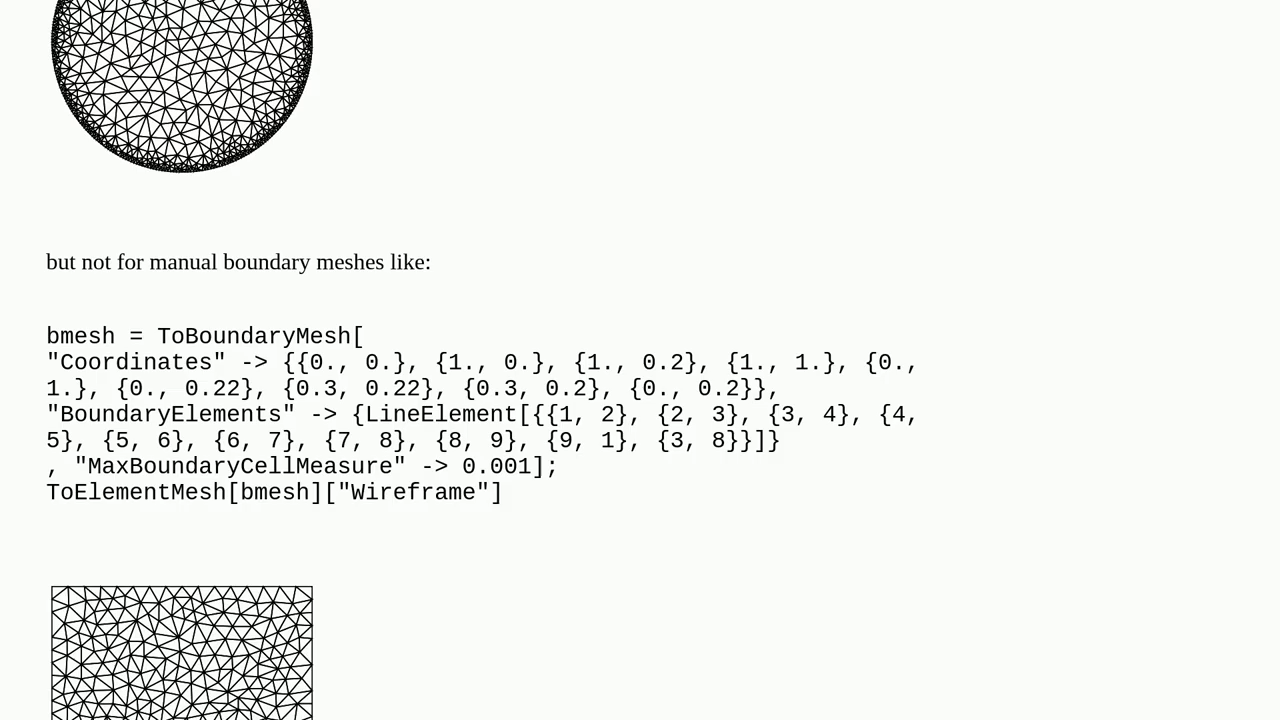 but not for manual boundary meshes like:
bmesh = ToBoundaryMesh[
"Coordinates" -> {{0., 0.}, {1., 0.}, {1., 0.2}, {1., 1.}, {0.,
1.}, {0., 0.22}, {0.3, 0.22}, {0.3, 0.2}, {0., 0.2}},
"BoundaryElements" -> {LineElement[{{1, 2}, {2, 3}, {3, 4}, {4,
5}, {5, 6}, {6, 7}, {7, 8}, {8, 9}, {9, 1}, {3, 8}}]}
, "MaxBoundaryCellMeasure" -> 0.001];
ToElementMesh[bmesh]["Wireframe"]